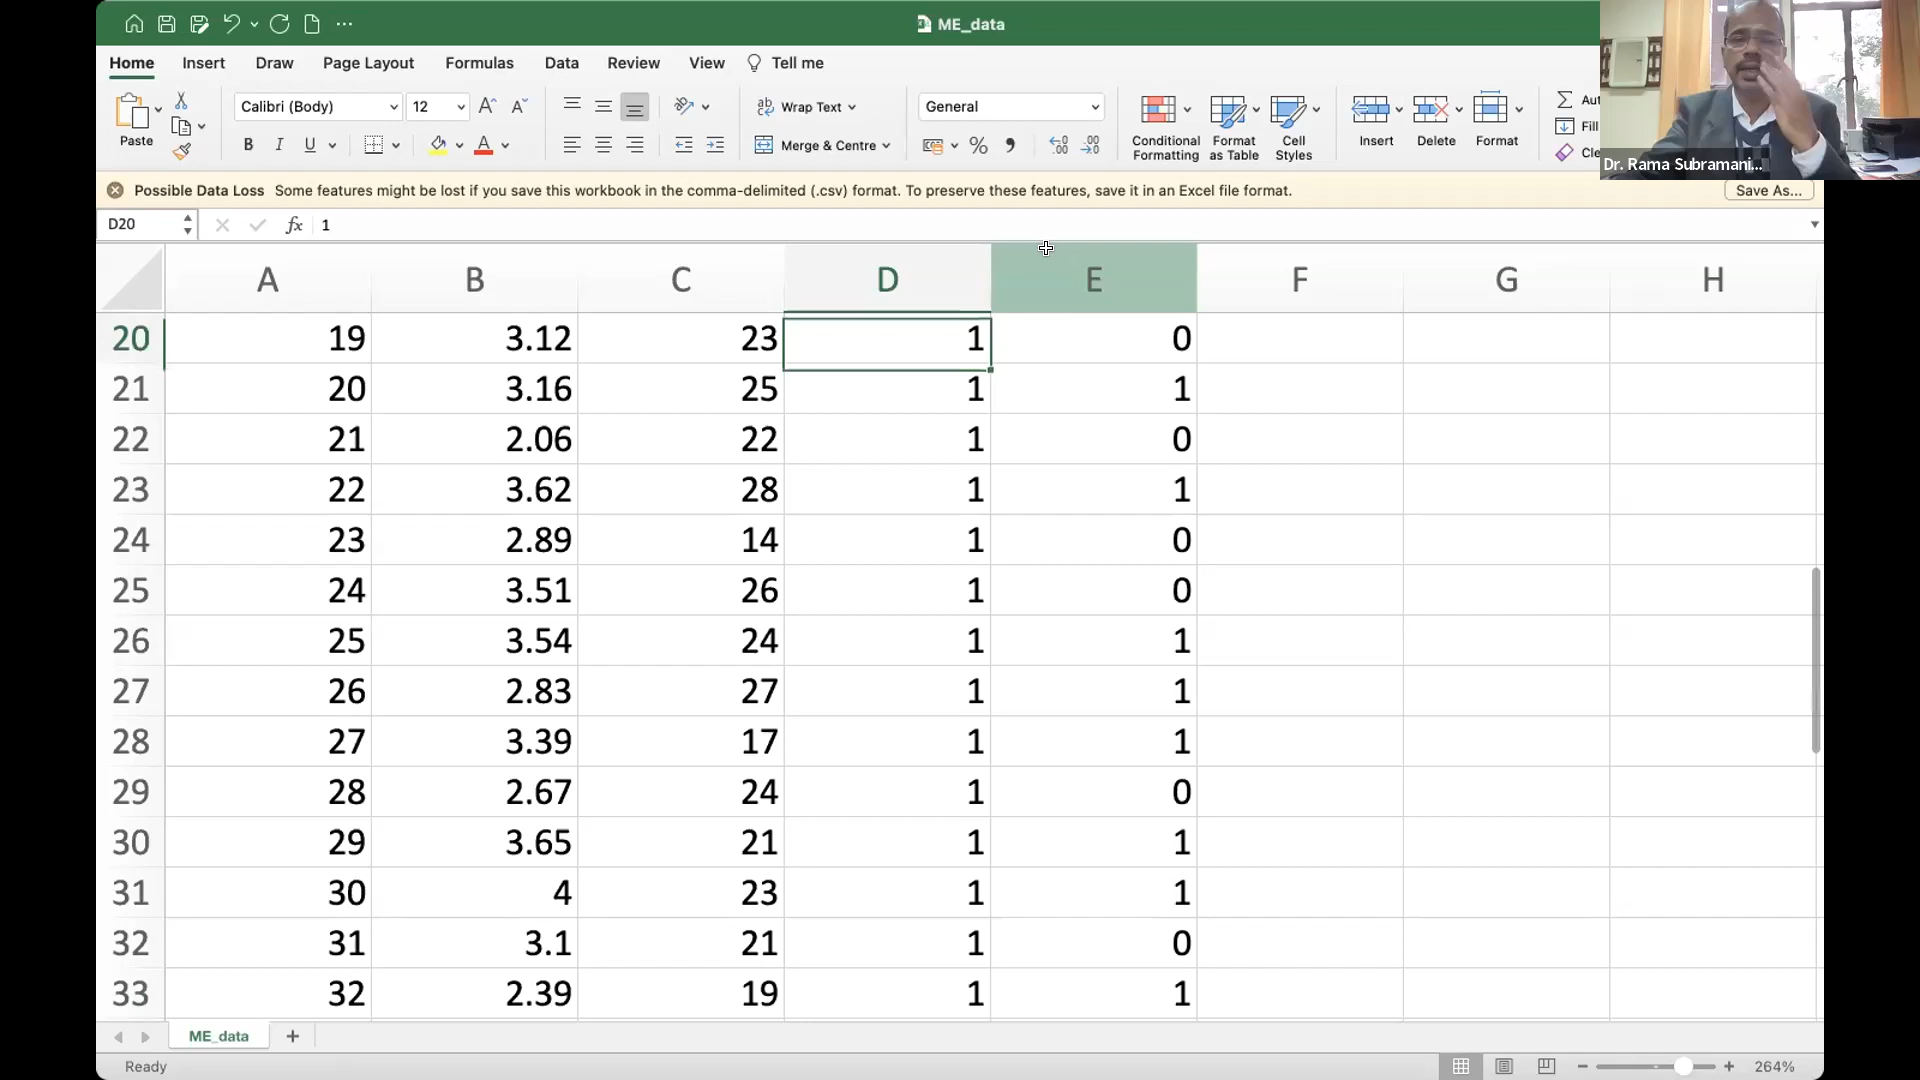 ME_data
Home Insert Draw Page Layout Formulas Data Review View Tell me
Paste Calibri (Body) 12 Wrap Text General Aut
B I U Merge & Centre % Conditional Formatting Format as Table Cell Styles Insert Delete Format Fill
Cle
Dr. Rama Subramani...
Possible Data Loss Some features might be lost if you save this workbook in the comma-delimited (.csv) format. To preserve these features, save it in an Excel file format. Save As...
D20 fx 1
A B C D E F G H
20 19 3.12 23 1 0
21 20 3.16 25 1 1
22 21 2.06 22 1 0
23 22 3.62 28 1 1
24 23 2.89 14 1 0
25 24 3.51 26 1 0
26 25 3.54 24 1 1
27 26 2.83 27 1 1
28 27 3.39 17 1 1
29 28 2.67 24 1 0
30 29 3.65 21 1 1
31 30 4 23 1 1
32 31 3.1 21 1 0
33 32 2.39 19 1 1
ME_data +
Ready 264%